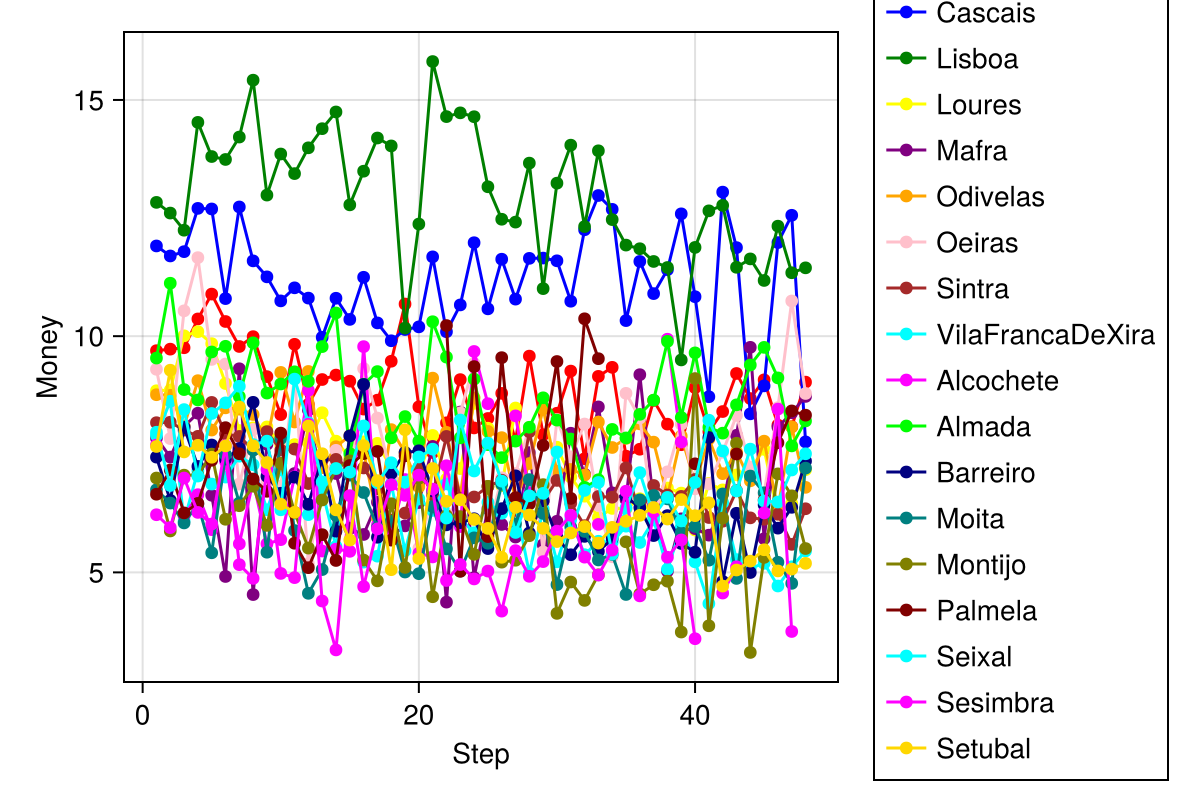 15
10
5
Money
0
20
40
Step
Cascais
Lisboa
Loures
Mafra
Odivelas
Oeiras
Sintra
VilaFrancaDeXira
Alcochete
Almada
Barreiro
Moita
Montijo
Palmela
Seixal
Sesimbra
Setubal